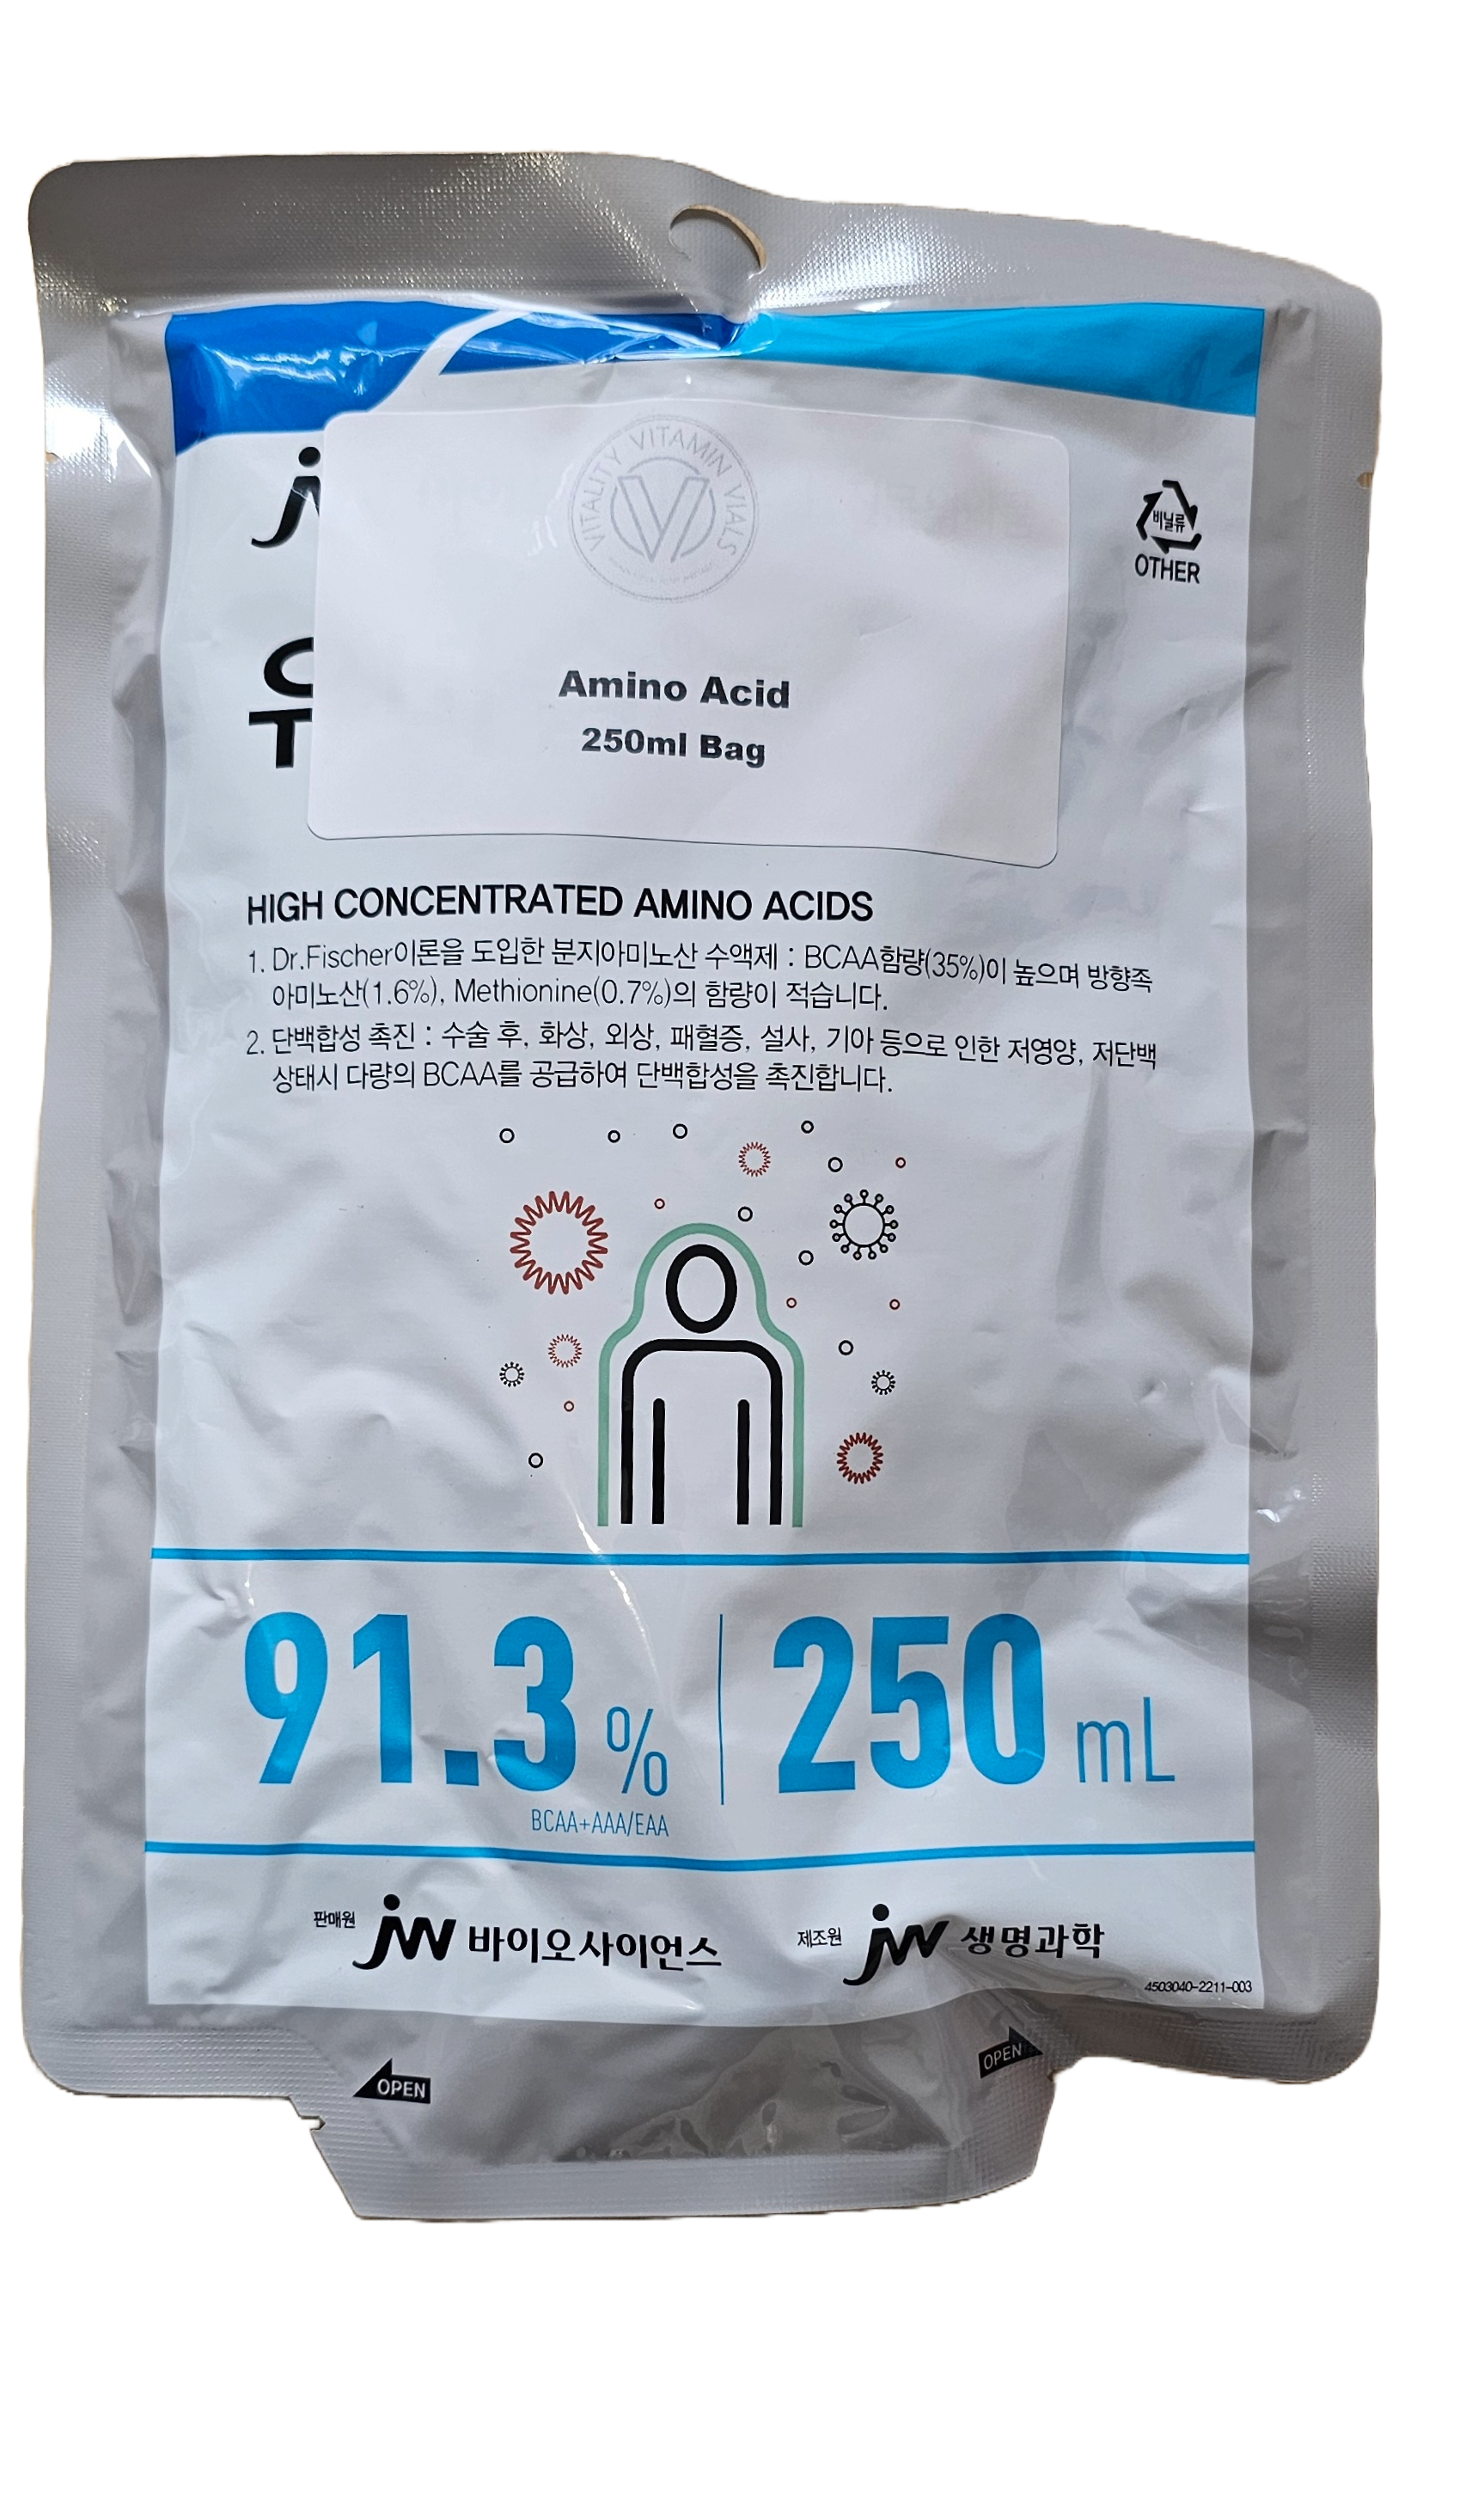 VITALITY VITAMIN VIALS
V
비닐류
OTHER
Amino Acid
250ml Bag
HIGH CONCENTRATED AMINO ACIDS
1. Dr.Fischer이론을 도입한 분지아미노산 수액제 : BCAA함량(35%)이 높으며 방향족
아미노산(1.6%), Methionine(0.7%)의 함량이 적습니다.
2. 단백합성 촉진 : 수술 후, 화상, 외상, 패혈증, 설사, 기아 등으로 인한 저영양, 저단백
상태시 다량의 BCAA를 공급하여 단백합성을 촉진합니다.
91.3 % 250 mL
BCAA+AAA/EAA
판매원 jw 바이오사이언스 제조원 jw 생명과학
4503040-2211-003
OPEN OPEN